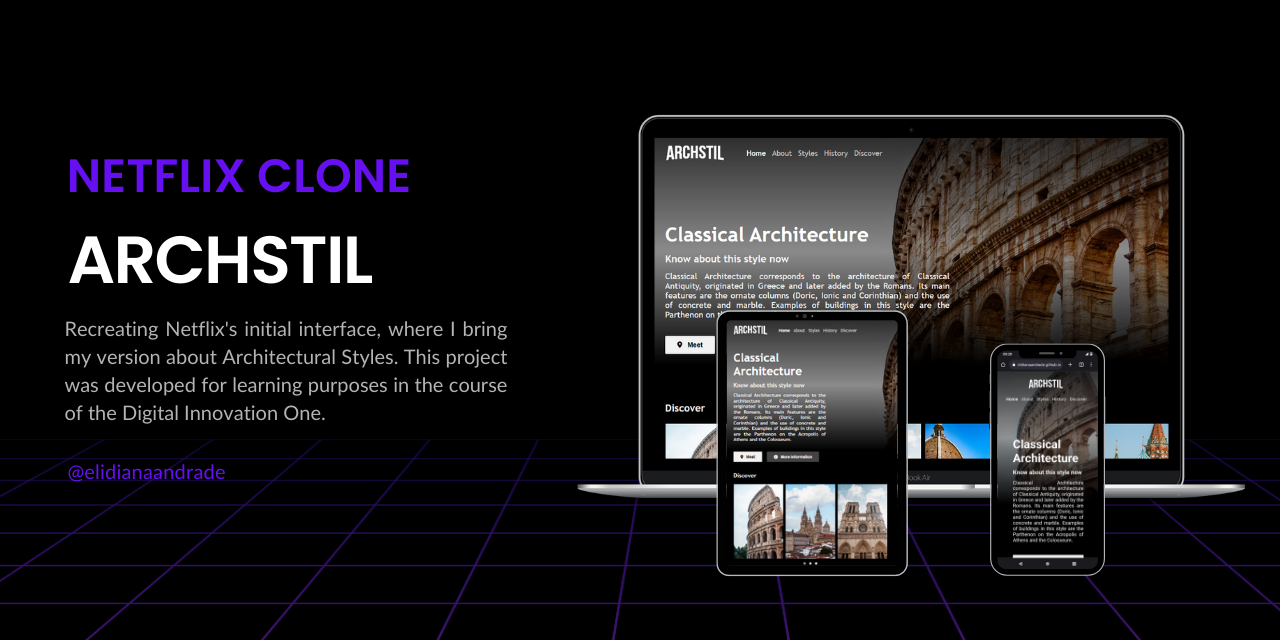 NETFLIX CLONE
ARCHSTIL
Recreating Netflix's initial interface, where I bring
my version about Architectural Styles. This project
was developed for learning purposes in the course
of the Digital Innovation One.
@elidianaandrade
ARCHSTIL Home About Styles History Discover
Classical Architecture
Know about this style now
Classical Architecture corresponds to the architecture of Classical
Antiquity, originated in Greece and later added by the Romans. Its main
features are the ornate columns (Doric, Ionic and Corinthian) and the use
of concrete and marble. Examples of buildings in this style are the
Parthenon on
Meet
Discover
ARCHSTIL Home About Styles History Discover
Classical
Architecture
Know about this style now
Classical Architecture corresponds to the
architecture of Classical Antiquity,
originated in Greece and later added by
the Romans. Its main features are the
ornate columns (Doric, Ionic and
Corinthian) and the use of concrete and
marble. Examples of buildings in this style
are the Parthenon on the Acropolis of
Athens and the Colosseum.
Meet More Information
Discover
ARCHSTIL
Home About Styles History Discover
Classical
Architecture
Know about this style now
Classical Architecture
corresponds to the architecture
of Classical Antiquity, originated
in Greece and later added by the
Romans. Its main features are
the ornate columns (Doric, Ionic
and Corinthian) and the use of
concrete and marble. Examples
of buildings in this style are the
Parthenon on the Acropolis of
Athens and the Colosseum.